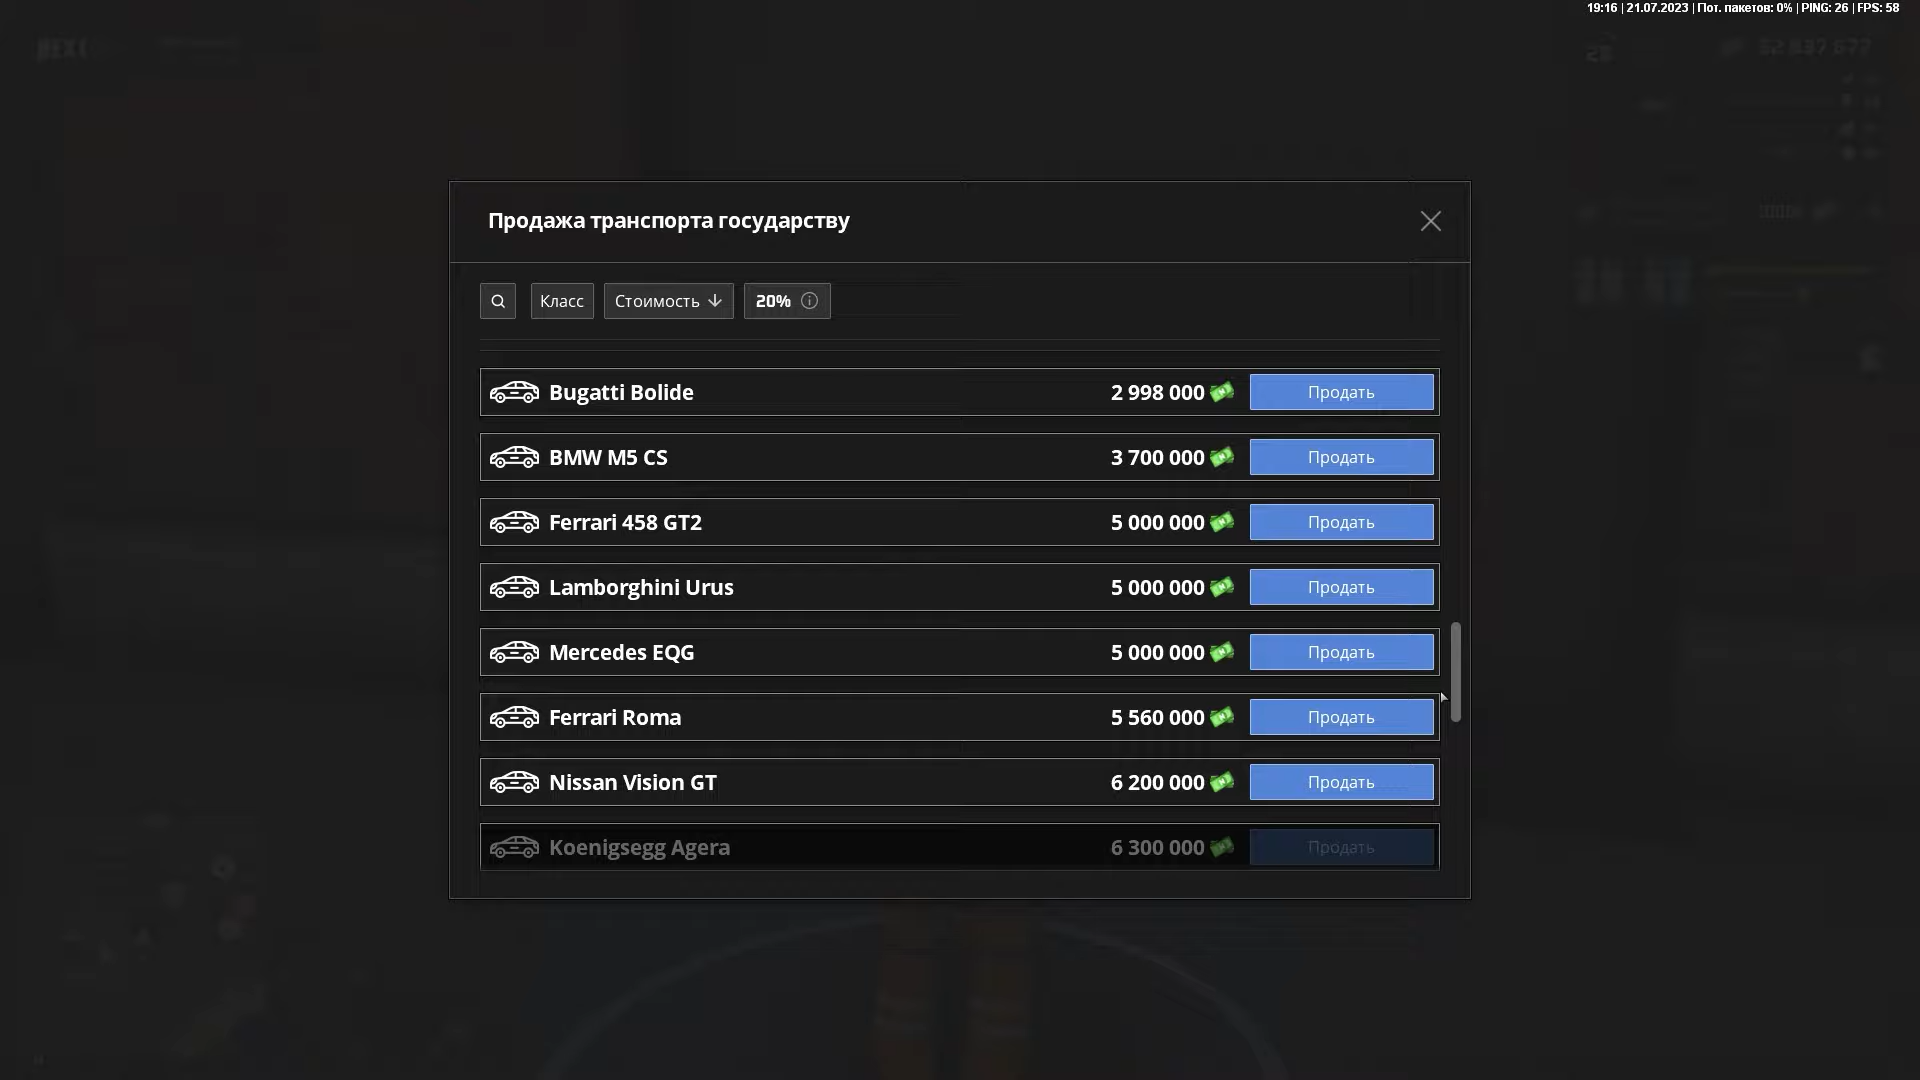 19:16 | 21.07.2023 | Пот. пакетов: 0% | PING: 26 | FPS: 58
Продажа транспорта государству
Класс
Стоимость
20%
Bugatti Bolide 2 998 000 Продать
BMW M5 CS 3 700 000 Продать
Ferrari 458 GT2 5 000 000 Продать
Lamborghini Urus 5 000 000 Продать
Mercedes EQG 5 000 000 Продать
Ferrari Roma 5 560 000 Продать
Nissan Vision GT 6 200 000 Продать
Koenigsegg Agera 6 300 000 Продать